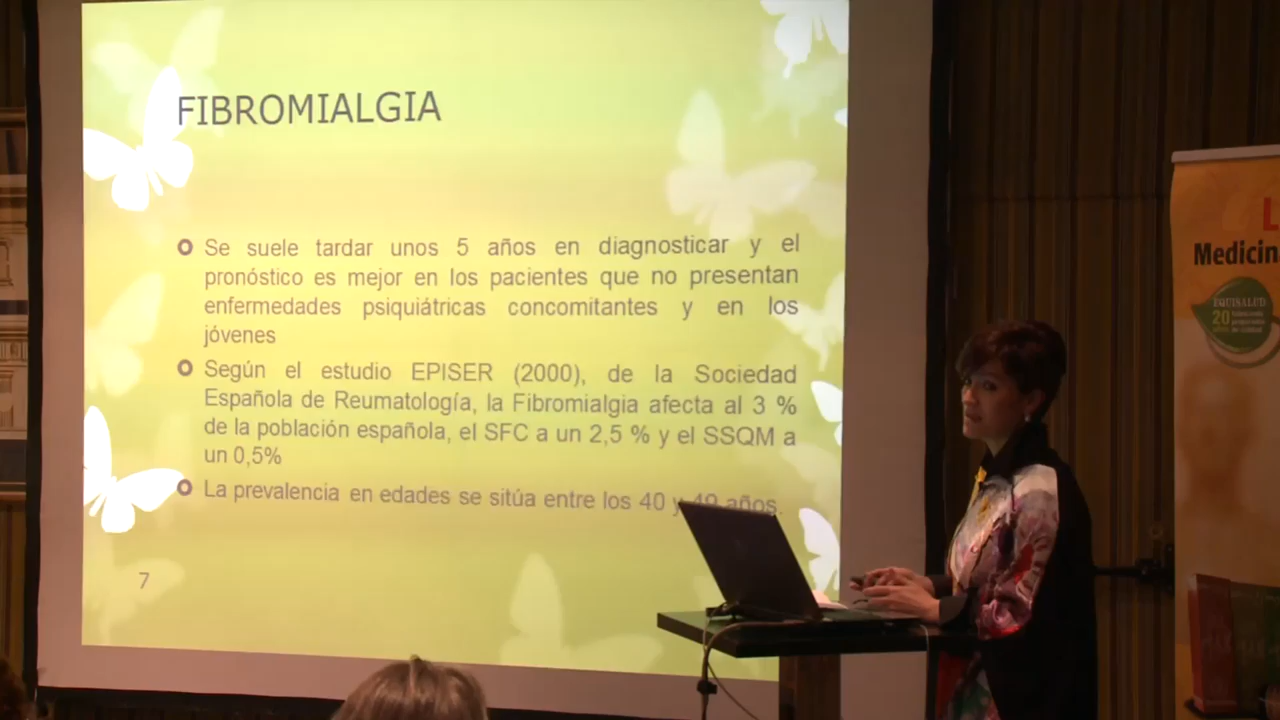 FIBROMIALGIA
Se suele tardar unos 5 años en diagnosticar y el
pronóstico es mejor en los pacientes que no presentan
enfermedades psiquiátricas concomitantes y en los
jóvenes
Según el estudio EPISER (2000), de la Sociedad
Española de Reumatología, la Fibromialgia afecta al 3 %
de la población española, el SFC a un 2,5 % y el SSQM a
un 0,5%
La prevalencia en edades se sitúa entre los 40 y 49 años.
7
L
Medicin
EQUISALUD
20